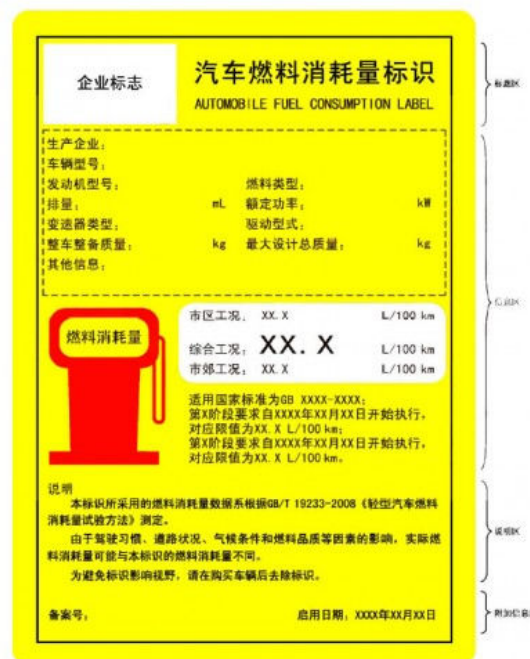 企业标志
汽车燃料消耗量标识
AUTOMOBILE FUEL CONSUMPTION LABEL
标题区
生产企业：
车辆型号：
发动机型号： 燃料类型：
排量： mL 额定功率： kW
变速器类型： 驱动型式：
整车整备质量： kg 最大设计总质量： kg
其他信息：
信息区
燃料消耗量
市区工况： XX.X L/100 km
综合工况： XX.X L/100 km
市郊工况： XX.X L/100 km
适用国家标准为GB XXXX-XXXX；
第X阶段要求自XXXX年XX月XX日开始执行，
对应限值为XX.X L/100 km；
第X阶段要求自XXXX年XX月XX日开始执行，
对应限值为XX.X L/100 km。
说明
本标识所采用的燃料消耗量数据系根据GB/T 19233-2008《轻型汽车燃料
消耗量试验方法》测定。
由于驾驶习惯、道路状况、气候条件和燃料品质等因素的影响，实际燃
料消耗量可能与本标识的燃料消耗量不同。
为避免标识影响视野，请在购买车辆后去除标识。
说明区
备案号： 启用日期：XXXX年XX月XX日
附加信息